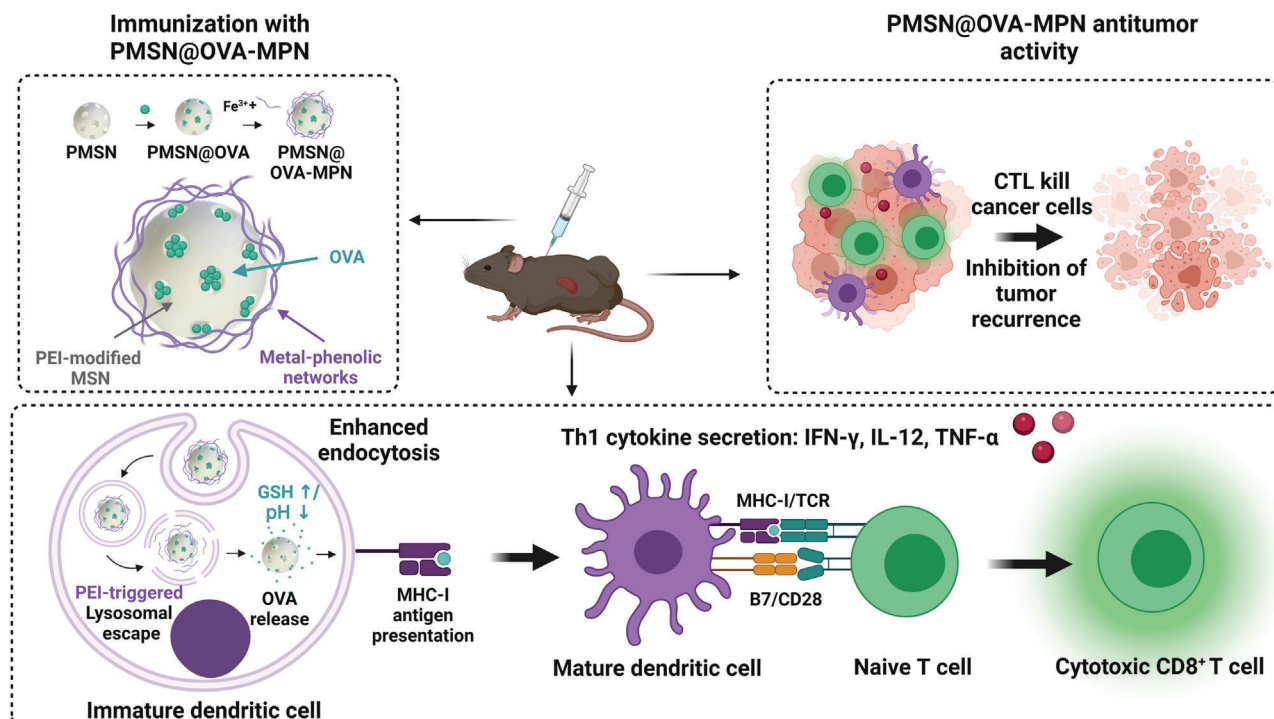 Immunization with
PMSN@OVA-MPN
PMSN@OVA-MPN antitumor
activity
Fe³⁺+
PMSN
PMSN@OVA
PMSN@
OVA-MPN
OVA
PEI-modified
MSN
Metal-phenolic
networks
CTL kill
cancer cells
Inhibition of
tumor
recurrence
Enhanced
endocytosis
GSH ↑/
pH ↓
PEI-triggered
Lysosomal
escape
OVA
release
MHC-I
antigen
presentation
Immature dendritic cell
Th1 cytokine secretion: IFN-γ, IL-12, TNF-α
MHC-I/TCR
B7/CD28
Mature dendritic cell
Naive T cell
Cytotoxic CD8⁺ T cell